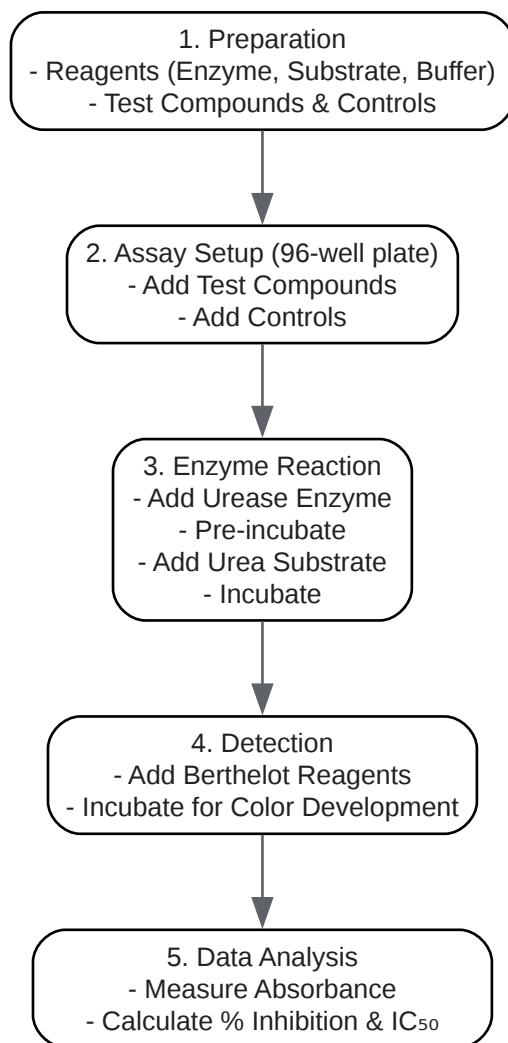 1. Preparation
- Reagents (Enzyme, Substrate, Buffer)
- Test Compounds & Controls
2. Assay Setup (96-well plate)
- Add Test Compounds
- Add Controls
3. Enzyme Reaction
- Add Urease Enzyme
- Pre-incubate
- Add Urea Substrate
- Incubate
4. Detection
- Add Berthelot Reagents
- Incubate for Color Development
5. Data Analysis
- Measure Absorbance
- Calculate % Inhibition & IC₅₀